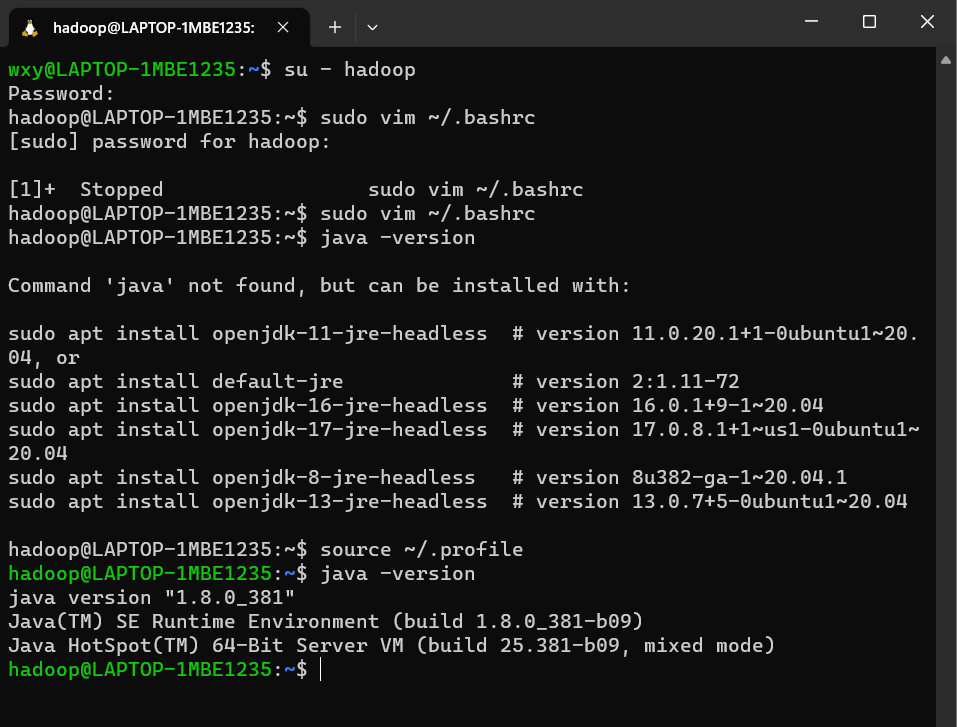 hadoop@LAPTOP-1MBE1235:
wxy@LAPTOP-1MBE1235:~$ su - hadoop
Password:
hadoop@LAPTOP-1MBE1235:~$ sudo vim ~/.bashrc
[sudo] password for hadoop:
[1]+  Stopped                 sudo vim ~/.bashrc
hadoop@LAPTOP-1MBE1235:~$ sudo vim ~/.bashrc
hadoop@LAPTOP-1MBE1235:~$ java -version
Command 'java' not found, but can be installed with:
sudo apt install openjdk-11-jre-headless  # version 11.0.20.1+1-0ubuntu1~20.
04, or
sudo apt install default-jre              # version 2:1.11-72
sudo apt install openjdk-16-jre-headless  # version 16.0.1+9-1~20.04
sudo apt install openjdk-17-jre-headless  # version 17.0.8.1+1~us1-0ubuntu1~
20.04
sudo apt install openjdk-8-jre-headless   # version 8u382-ga-1~20.04.1
sudo apt install openjdk-13-jre-headless  # version 13.0.7+5-0ubuntu1~20.04
hadoop@LAPTOP-1MBE1235:~$ source ~/.profile
hadoop@LAPTOP-1MBE1235:~$ java -version
java version "1.8.0_381"
Java(TM) SE Runtime Environment (build 1.8.0_381-b09)
Java HotSpot(TM) 64-Bit Server VM (build 25.381-b09, mixed mode)
hadoop@LAPTOP-1MBE1235:~$